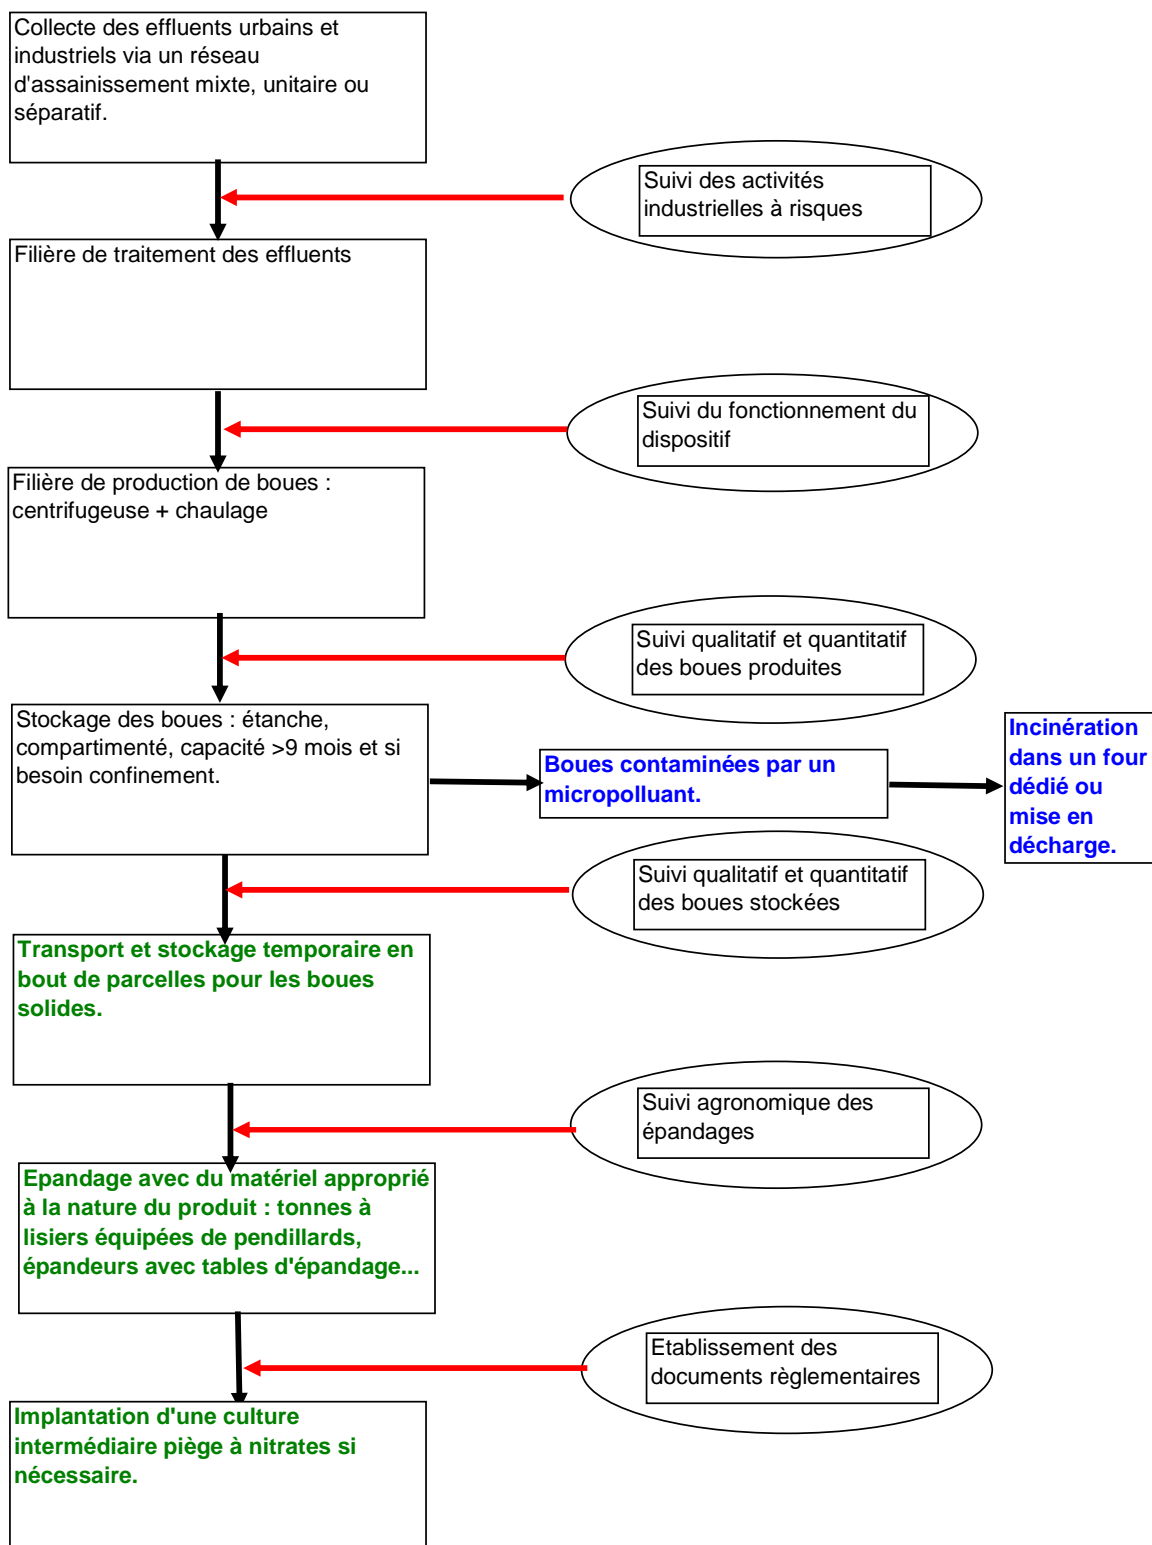 Collecte des effluents urbains et
industriels via un réseau
d'assainissement mixte, unitaire ou
séparatif.
Suivi des activités
industrielles à risques
Filière de traitement des effluents
Suivi du fonctionnement du
dispositif
Filière de production de boues :
centrifugeuse + chaulage
Suivi qualitatif et quantitatif
des boues produites
Stockage des boues : étanche,
compartimenté, capacité >9 mois et si
besoin confinement.
Boues contaminées par un
micropolluant.
Incinération
dans un four
dédié ou
mise en
décharge.
Suivi qualitatif et quantitatif
des boues stockées
Transport et stockage temporaire en
bout de parcelles pour les boues
solides.
Suivi agronomique des
épandages
Epandage avec du matériel approprié
à la nature du produit : tonnes à
lisiers équipées de pendillards,
épandeurs avec tables d'épandage...
Etablissement des
documents règlementaires
Implantation d'une culture
intermédiaire piège à nitrates si
nécessaire.